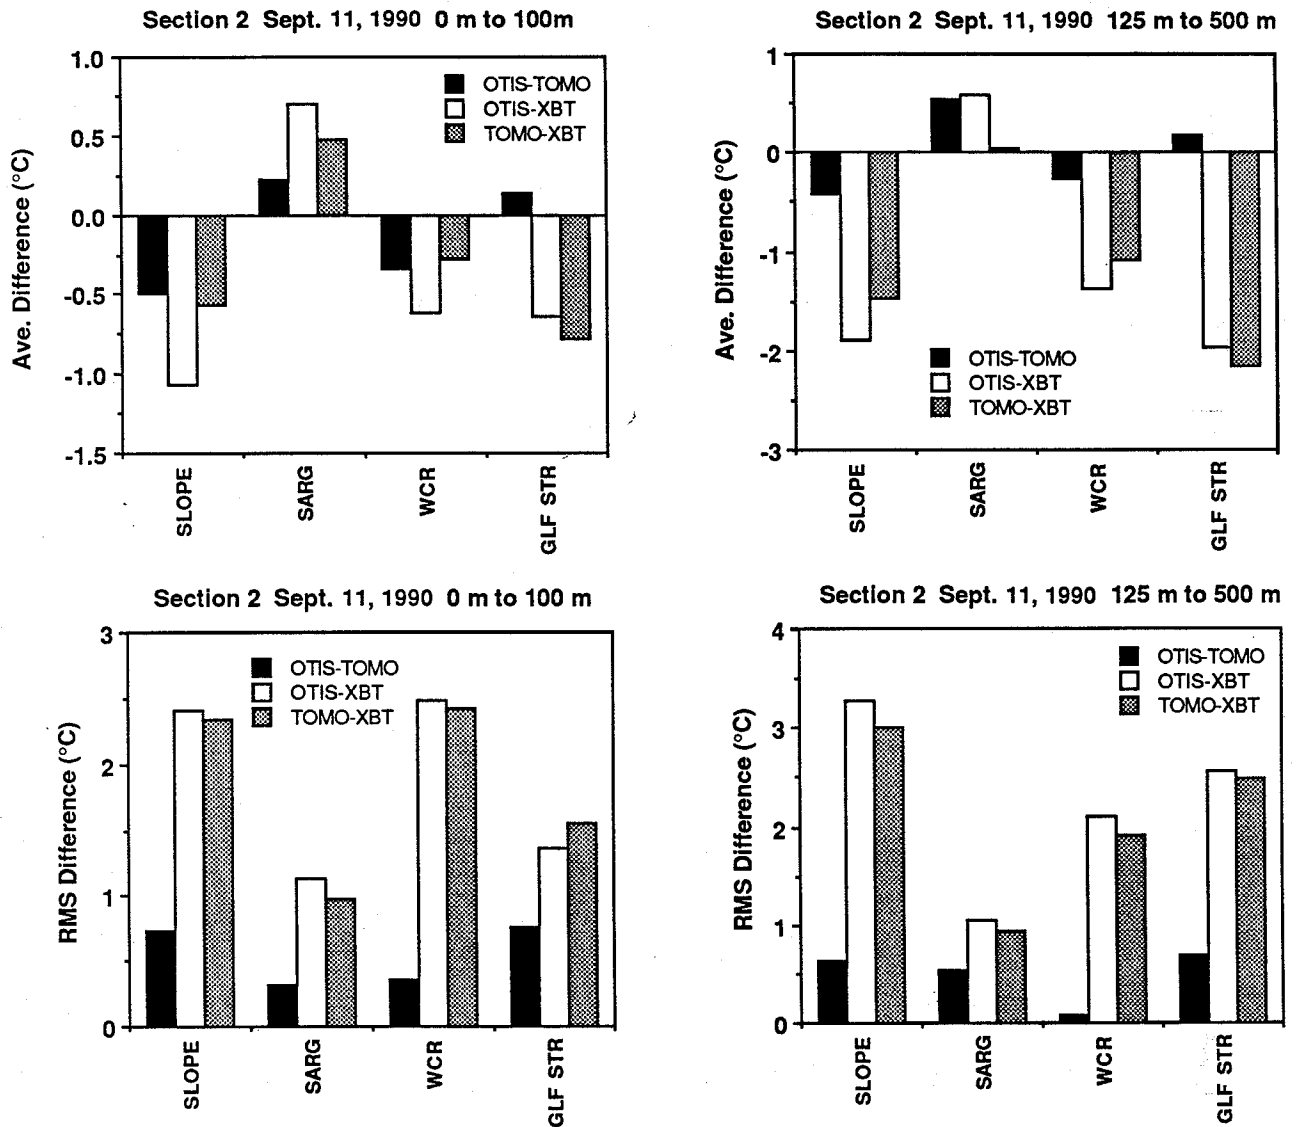 Section 2 Sept. 11, 1990 0 m to 100m
1.0
0.5
0.0
-0.5
-1.0
-1.5
Ave. Difference (°C)
OTIS-TOMO
OTIS-XBT
TOMO-XBT
SLOPE
SARG
WCR
GLF STR
Section 2 Sept. 11, 1990 125 m to 500 m
1
0
-1
-2
-3
Ave. Difference (°C)
OTIS-TOMO
OTIS-XBT
TOMO-XBT
SLOPE
SARG
WCR
GLF STR
Section 2 Sept. 11, 1990 0 m to 100 m
3
2
1
0
RMS Difference (°C)
OTIS-TOMO
OTIS-XBT
TOMO-XBT
SLOPE
SARG
WCR
GLF STR
Section 2 Sept. 11, 1990 125 m to 500 m
4
3
2
1
0
RMS Difference (°C)
OTIS-TOMO
OTIS-XBT
TOMO-XBT
SLOPE
SARG
WCR
GLF STR